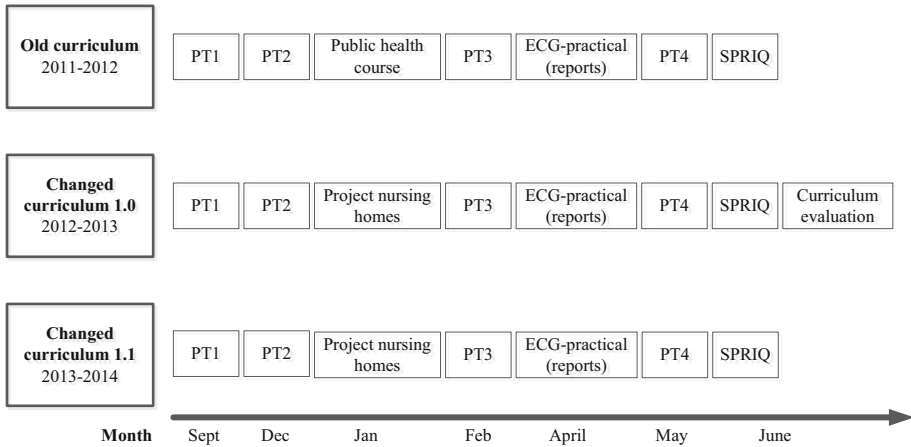 Old curriculum
2011-2012
PT1
PT2
Public health
course
PT3
ECG-practical
(reports)
PT4
SPRIQ
Changed
curriculum 1.0
2012-2013
PT1
PT2
Project nursing
homes
PT3
ECG-practical
(reports)
PT4
SPRIQ
Curriculum
evaluation
Changed
curriculum 1.1
2013-2014
PT1
PT2
Project nursing
homes
PT3
ECG-practical
(reports)
PT4
SPRIQ
Month Sept Dec Jan Feb April May June